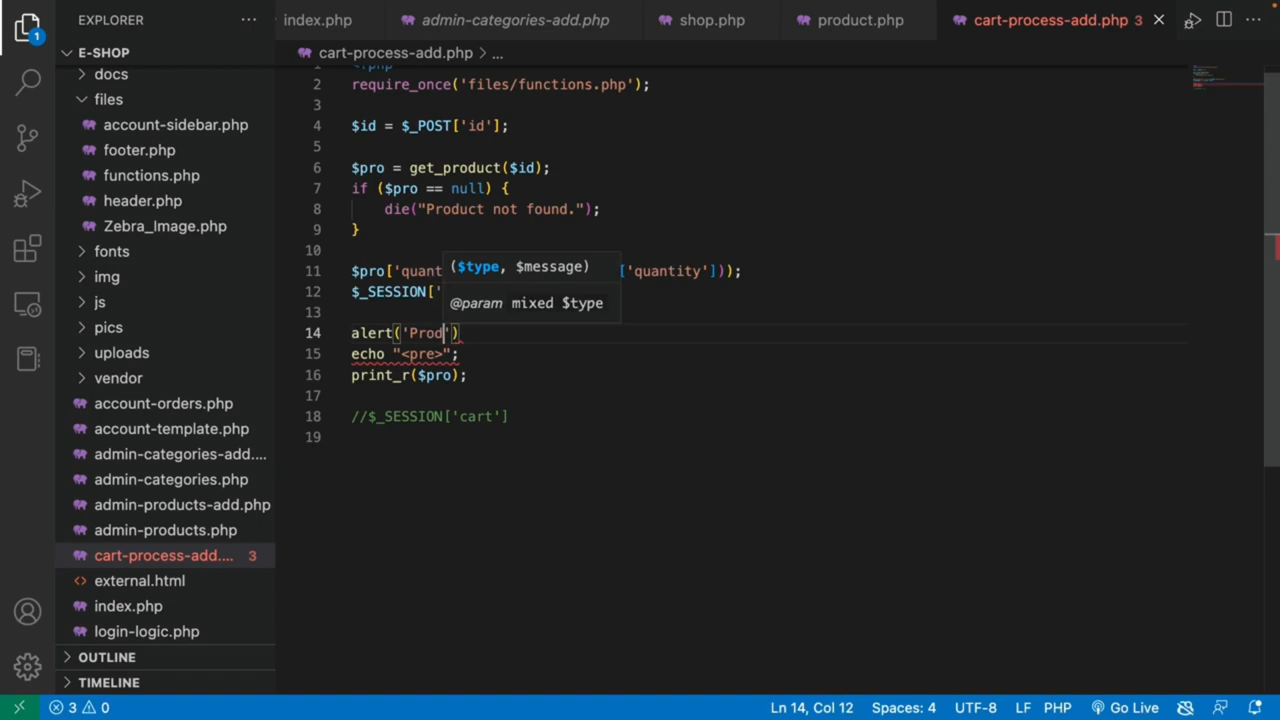 EXPLORER
index.php
admin-categories-add.php
shop.php
product.php
cart-process-add.php 3
E-SHOP
cart-process-add.php > ...
docs
files
account-sidebar.php
footer.php
functions.php
header.php
Zebra_Image.php
fonts
img
js
pics
uploads
vendor
account-orders.php
account-template.php
admin-categories-add....
admin-categories.php
admin-products-add.php
admin-products.php
cart-process-add.... 3
external.html
index.php
login-logic.php
OUTLINE
TIMELINE
1
1 <?php
2 require_once('files/functions.php');
3
4 $id = $_POST['id'];
5
6 $pro = get_product($id);
7 if ($pro == null) {
8 die("Product not found.");
9 }
10
($type, $message)
@param mixed $type
11 $pro['quant ['quantity']));
12 $_SESSION['
13
14 alert('Prod')
15 echo "<pre>";
16 print_r($pro);
17
18 //$_SESSION['cart']
19
3 0
Ln 14, Col 12
Spaces: 4
UTF-8
LF
PHP
Go Live